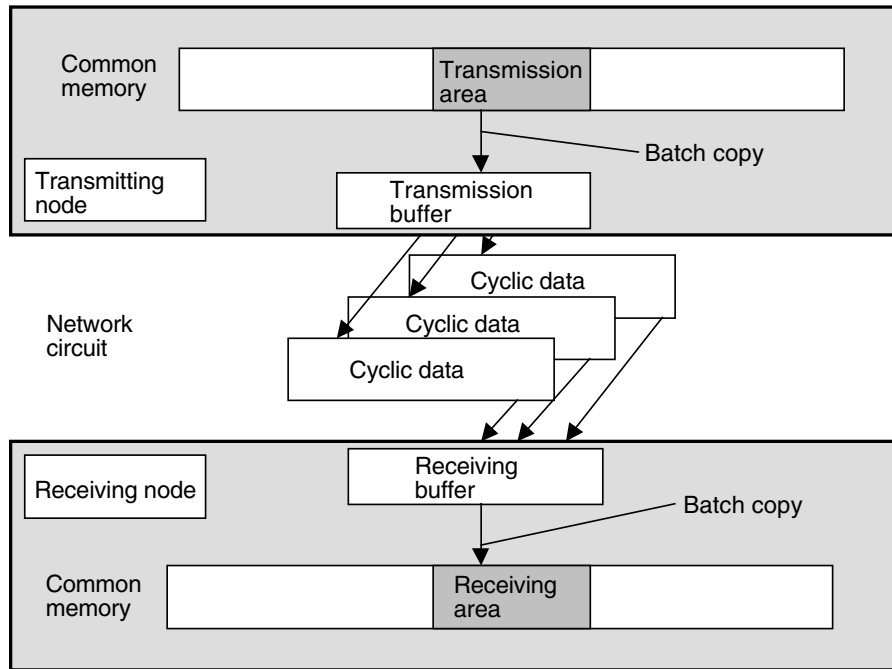 Common
memory
Transmission
area
Batch copy
Transmitting
node
Transmission
buffer
Cyclic data
Network
circuit
Cyclic data
Cyclic data
Receiving node
Receiving
buffer
Batch copy
Common
memory
Receiving
area